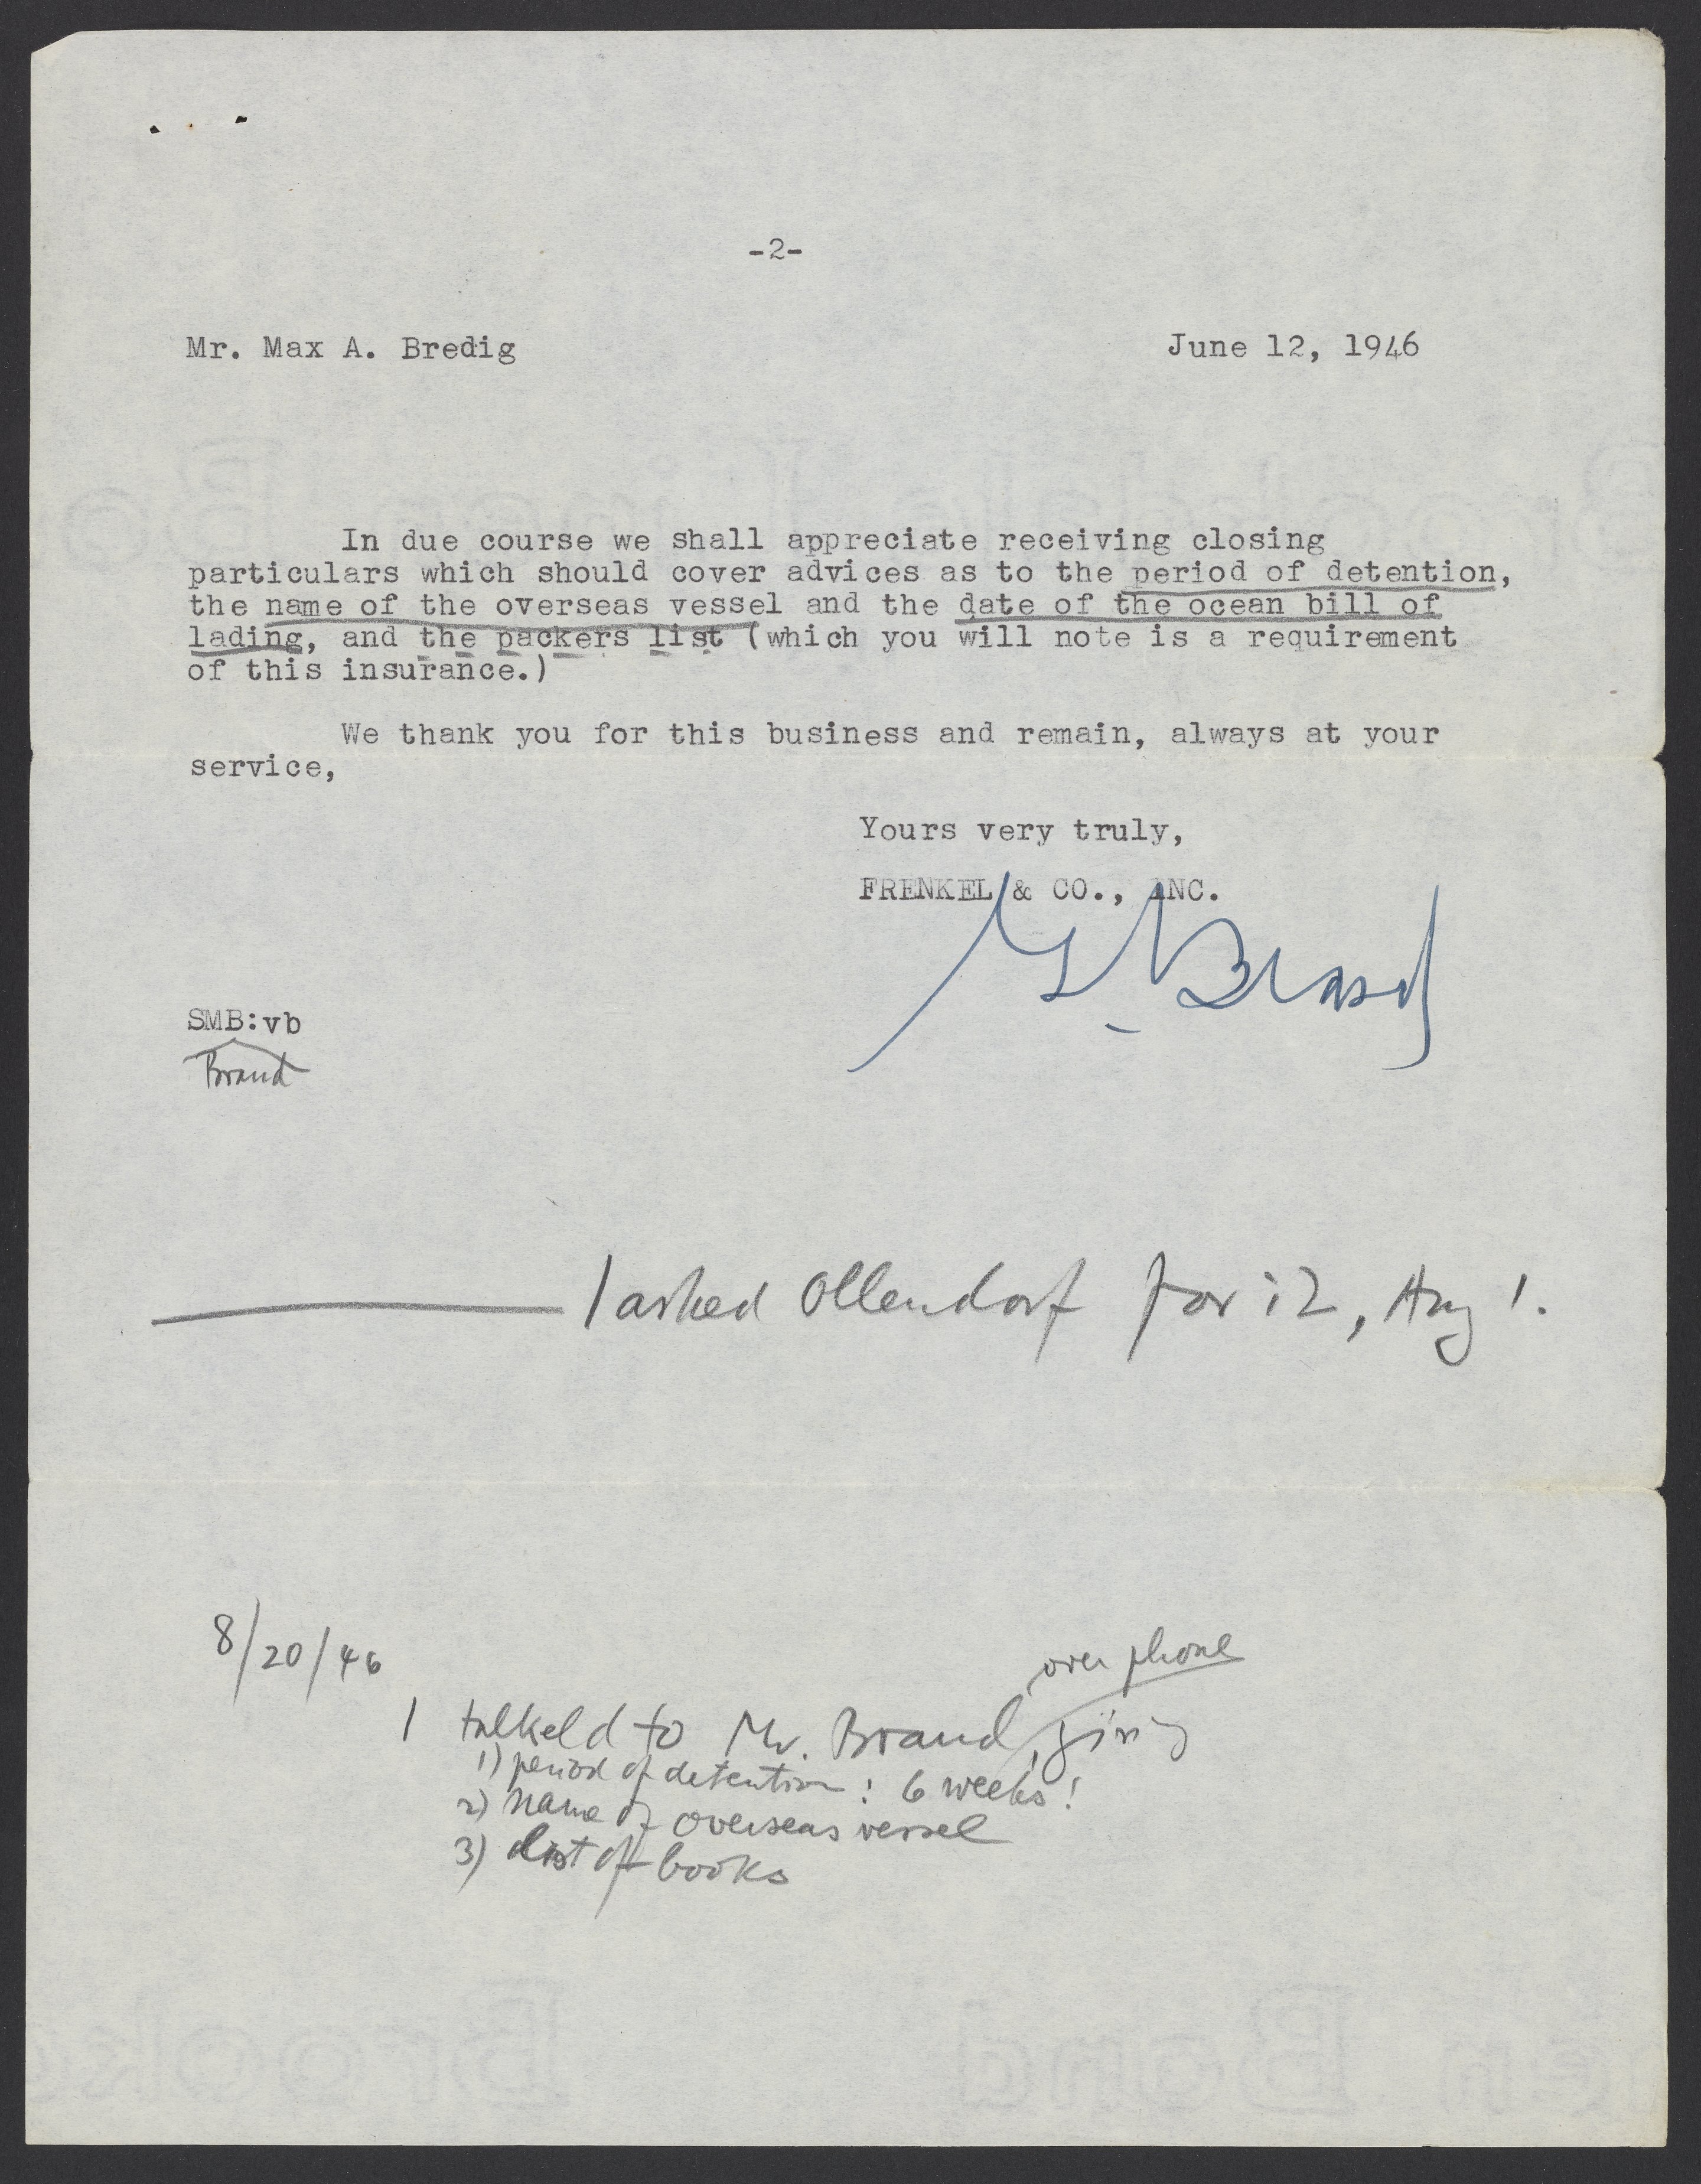 -2-
Mr. Max A. Bredig June 12, 1946
In due course we shall appreciate receiving closing
particulars which should cover advices as to the period of detention,
the name of the overseas vessel and the date of the ocean bill of
lading, and the packers list (which you will note is a requirement
of this insurance.)
We thank you for this business and remain, always at your
service,
Yours very truly,
FRENKEL & CO., INC.
Brand
SMB:vb
Brand
I asked Ollendorf for it, Aug 1.
8/20/46
over phone
I talkeld to Mr. Brand, giving
1) period of detention: 6 weeks!
2) name of overseas vessel
3) list of books